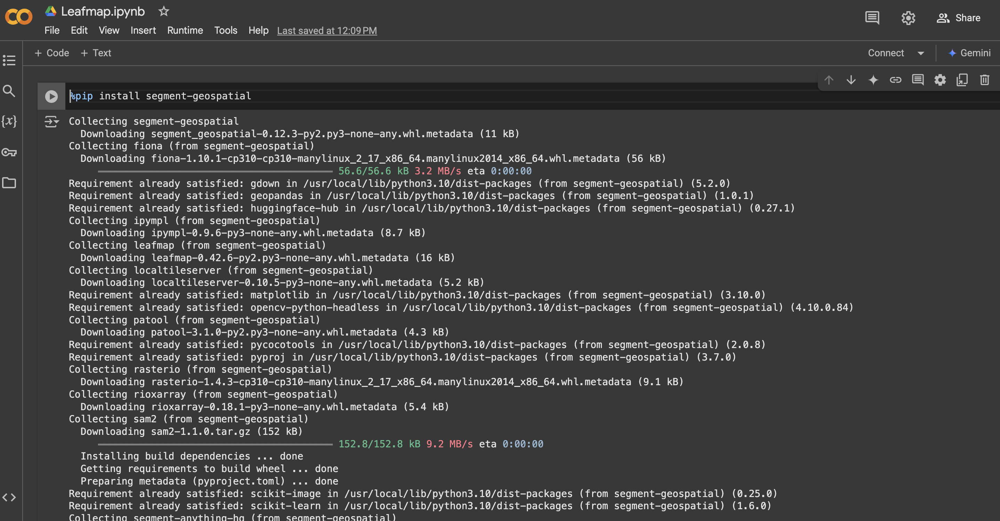 Leafmap.ipynb
File Edit View Insert Runtime Tools Help Last saved at 12:09 PM
Share
+ Code + Text
Connect
Gemini
%pip install segment-geospatial
Collecting segment-geospatial
Downloading segment_geospatial-0.12.3-py2.py3-none-any.whl.metadata (11 kB)
Collecting fiona (from segment-geospatial)
Downloading fiona-1.10.1-cp310-cp310-manylinux_2_17_x86_64.manylinux2014_x86_64.whl.metadata (56 kB)
56.6/56.6 kB 3.2 MB/s eta 0:00:00
Requirement already satisfied: gdown in /usr/local/lib/python3.10/dist-packages (from segment-geospatial) (5.2.0)
Requirement already satisfied: geopandas in /usr/local/lib/python3.10/dist-packages (from segment-geospatial) (1.0.1)
Requirement already satisfied: huggingface-hub in /usr/local/lib/python3.10/dist-packages (from segment-geospatial) (0.27.1)
Collecting ipympl (from segment-geospatial)
Downloading ipympl-0.9.6-py3-none-any.whl.metadata (8.7 kB)
Collecting leafmap (from segment-geospatial)
Downloading leafmap-0.42.6-py2.py3-none-any.whl.metadata (16 kB)
Collecting localtileserver (from segment-geospatial)
Downloading localtileserver-0.10.5-py3-none-any.whl.metadata (5.2 kB)
Requirement already satisfied: matplotlib in /usr/local/lib/python3.10/dist-packages (from segment-geospatial) (3.10.0)
Requirement already satisfied: opencv-python-headless in /usr/local/lib/python3.10/dist-packages (from segment-geospatial) (4.10.0.84)
Collecting patool (from segment-geospatial)
Downloading patool-3.1.0-py2.py3-none-any.whl.metadata (4.3 kB)
Requirement already satisfied: pycocotools in /usr/local/lib/python3.10/dist-packages (from segment-geospatial) (2.0.8)
Requirement already satisfied: pyproj in /usr/local/lib/python3.10/dist-packages (from segment-geospatial) (3.7.0)
Collecting rasterio (from segment-geospatial)
Downloading rasterio-1.4.3-cp310-cp310-manylinux_2_17_x86_64.manylinux2014_x86_64.whl.metadata (9.1 kB)
Collecting rioxarray (from segment-geospatial)
Downloading rioxarray-0.18.1-py3-none-any.whl.metadata (5.4 kB)
Collecting sam2 (from segment-geospatial)
Downloading sam2-1.1.0.tar.gz (152 kB)
152.8/152.8 kB 9.2 MB/s eta 0:00:00
Installing build dependencies ... done
Getting requirements to build wheel ... done
Preparing metadata (pyproject.toml) ... done
Requirement already satisfied: scikit-image in /usr/local/lib/python3.10/dist-packages (from segment-geospatial) (0.25.0)
Requirement already satisfied: scikit-learn in /usr/local/lib/python3.10/dist-packages (from segment-geospatial) (1.6.0)
Collecting segment-anything-hq (from segment-geospatial)